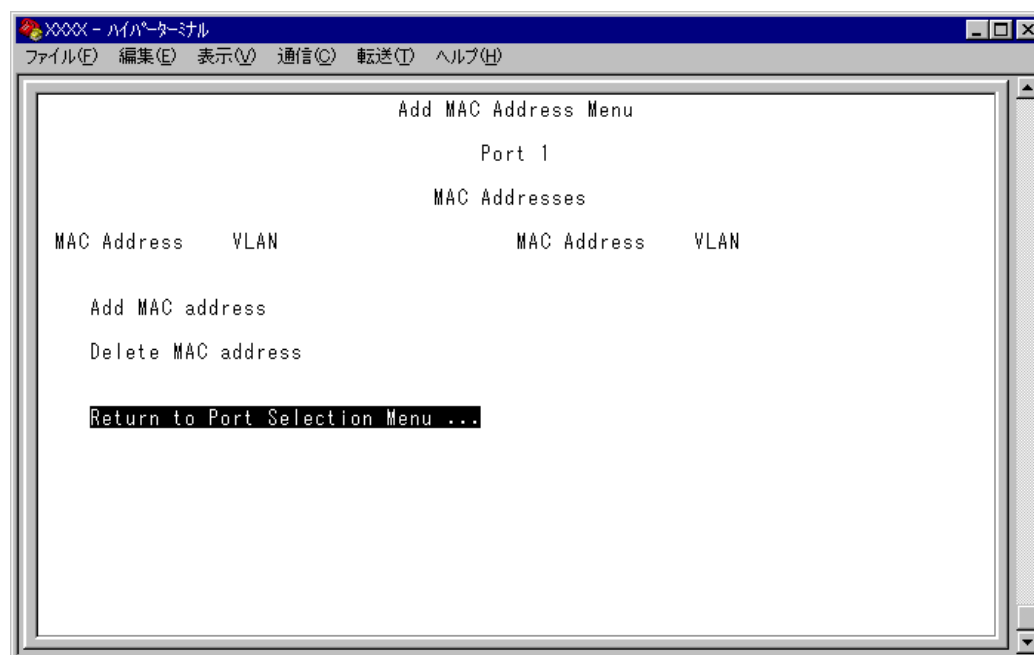 XXXX - ハイパーターミナル
ファイル(F) 編集(E) 表示(V) 通信(C) 転送(T) ヘルプ(H)
Add MAC Address Menu
Port 1
MAC Addresses
MAC Address VLAN MAC Address VLAN
Add MAC address
Delete MAC address
Return to Port Selection Menu ...